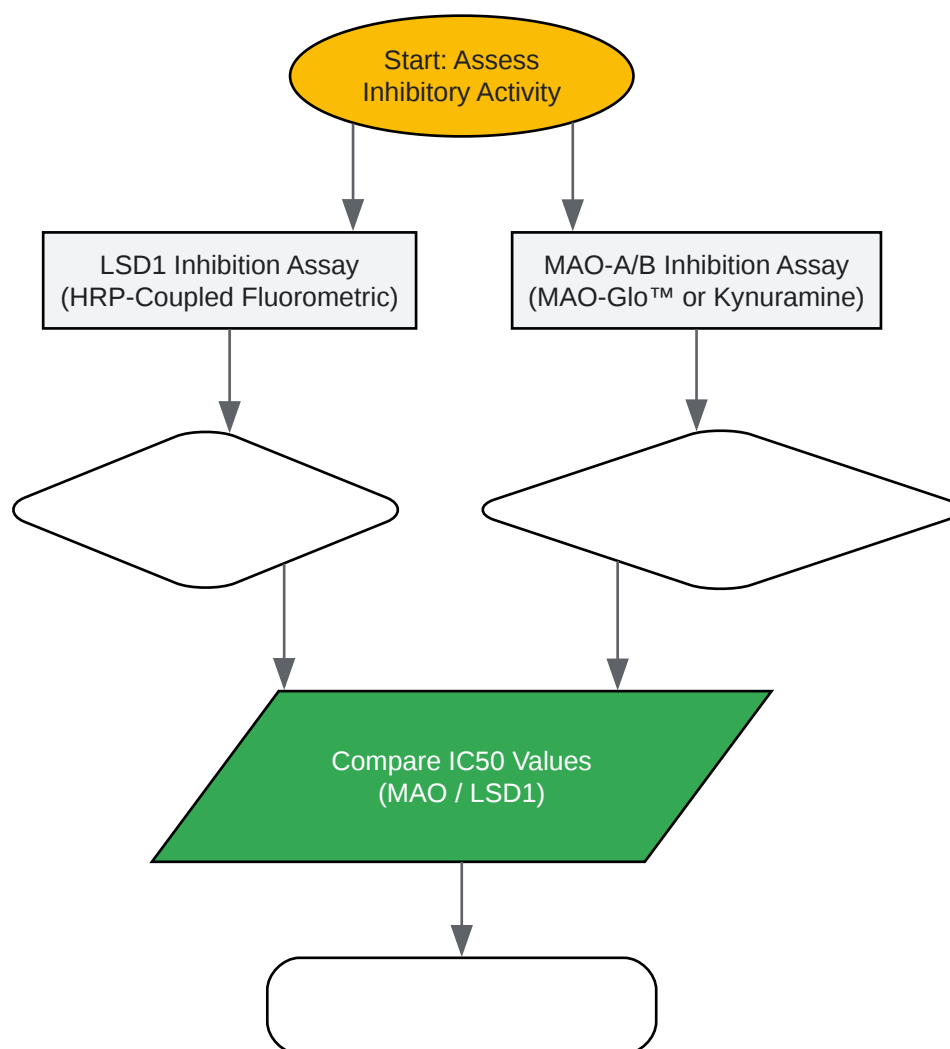 Start: Assess
Inhibitory Activity
LSD1 Inhibition Assay
(HRP-Coupled Fluorometric)
MAO-A/B Inhibition Assay
(MAO-Glo™ or Kynuramine)
Compare IC50 Values
(MAO / LSD1)